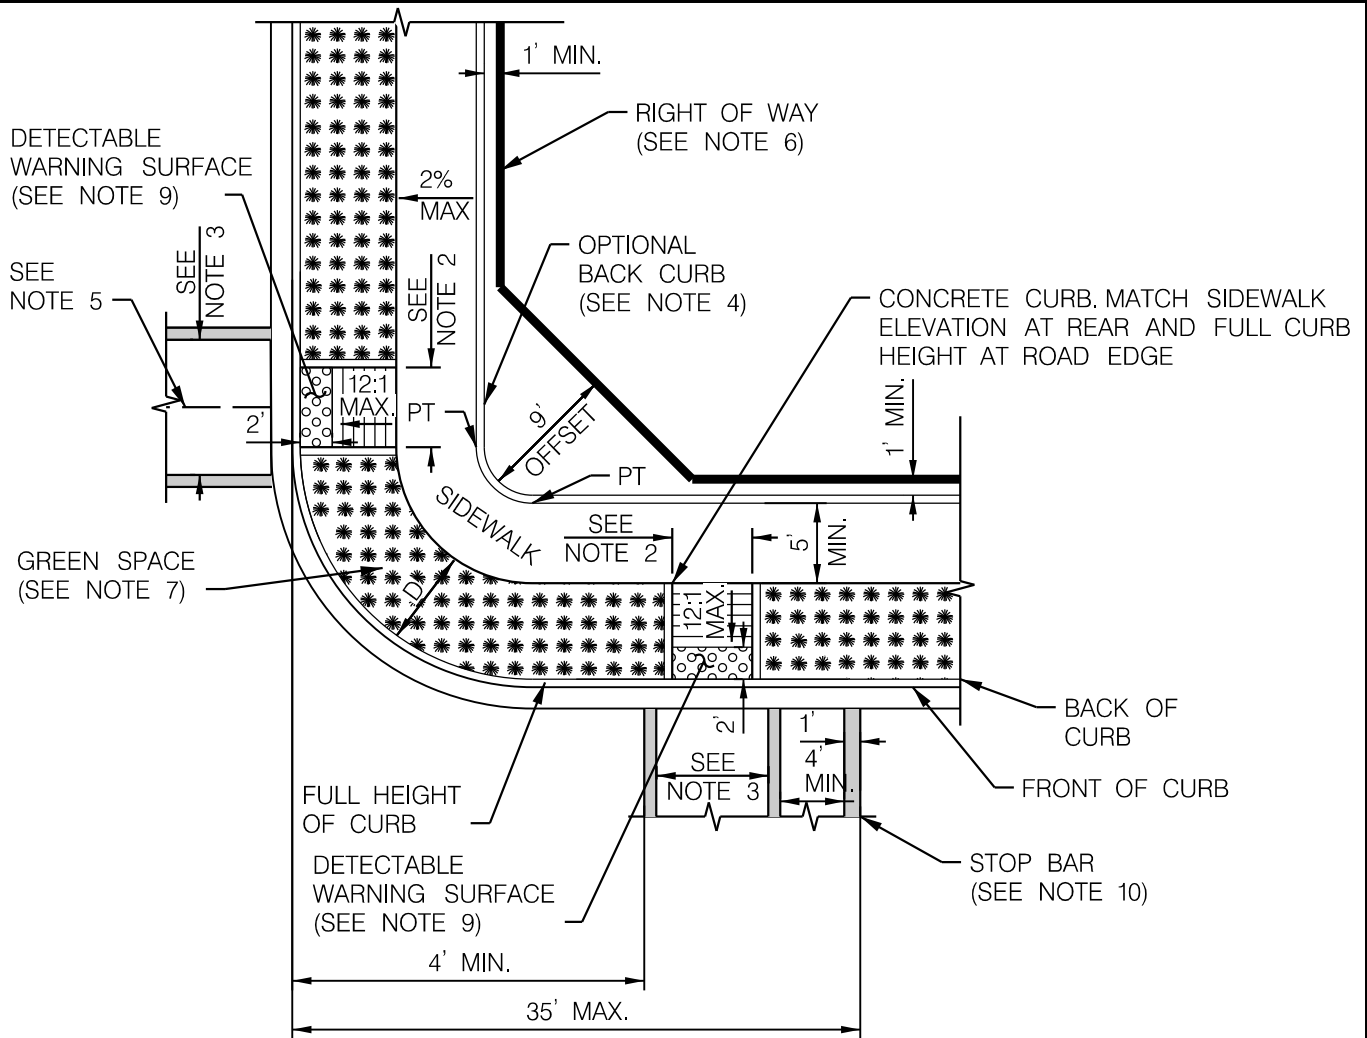 1' MIN.
RIGHT OF WAY
(SEE NOTE 6)
DETECTABLE
WARNING SURFACE
(SEE NOTE 9)
2%
MAX
SEE
NOTE 3
SEE
NOTE 5
SEE
NOTE 2
OPTIONAL
BACK CURB
(SEE NOTE 4)
CONCRETE CURB. MATCH SIDEWALK
ELEVATION AT REAR AND FULL CURB
HEIGHT AT ROAD EDGE
12:1
MAX.
PT
2'
9'
OFFSET
1' MIN.
PT
SIDEWALK
SEE
NOTE 2
5'
MIN.
GREEN SPACE
(SEE NOTE 7)
'D'
12:1
MAX.
2'
BACK OF
CURB
1'
4'
MIN.
SEE
NOTE 3
FRONT OF CURB
FULL HEIGHT
OF CURB
DETECTABLE
WARNING SURFACE
(SEE NOTE 9)
STOP BAR
(SEE NOTE 10)
4' MIN.
35' MAX.